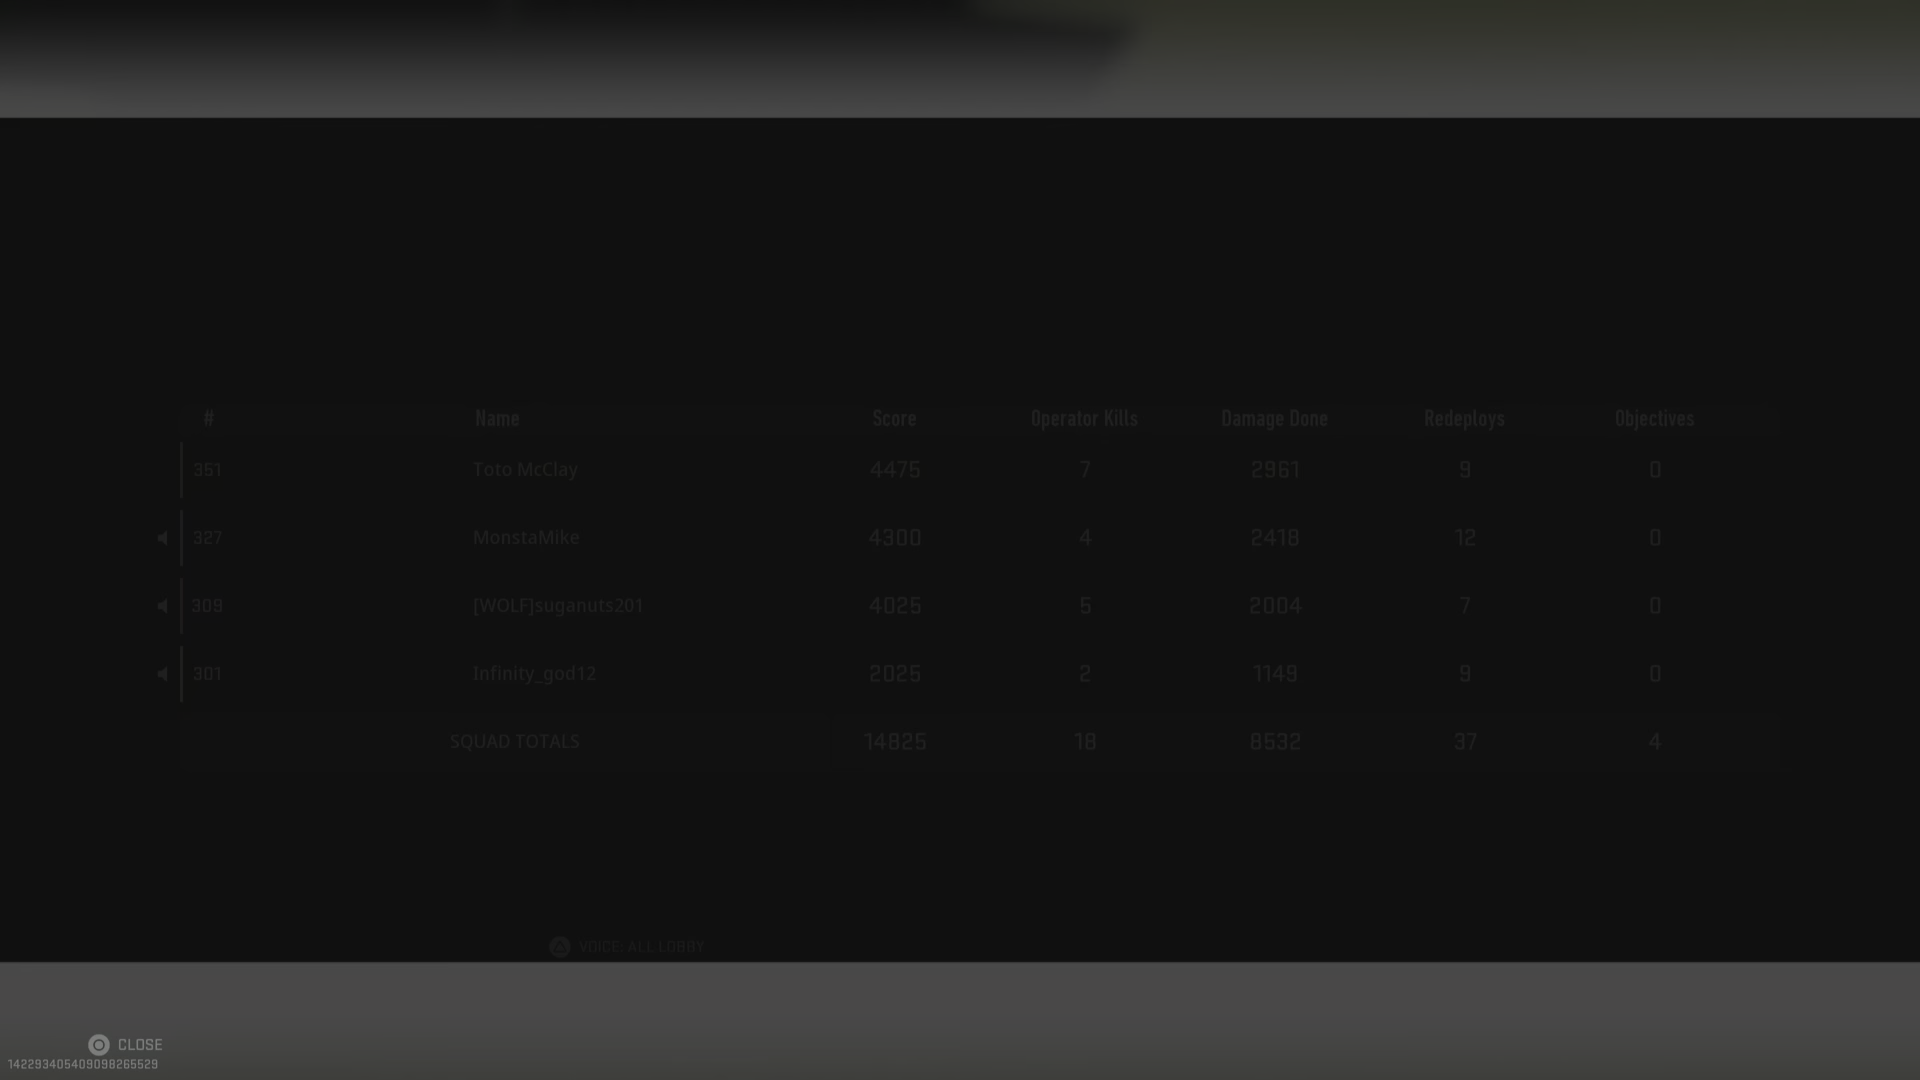 # Name Score Operator Kills Damage Done Redeploys Objectives
351 Toto McClay 4475 7 2961 9 0
327 MonstaMike 4300 4 2418 12 0
309 [WOLF]suganuts201 4025 5 2004 7 0
301 Infinity_god12 2025 2 1149 9 0
SQUAD TOTALS 14825 18 8532 37 4
VOICE: ALL LOBBY
CLOSE
142293405409098265529